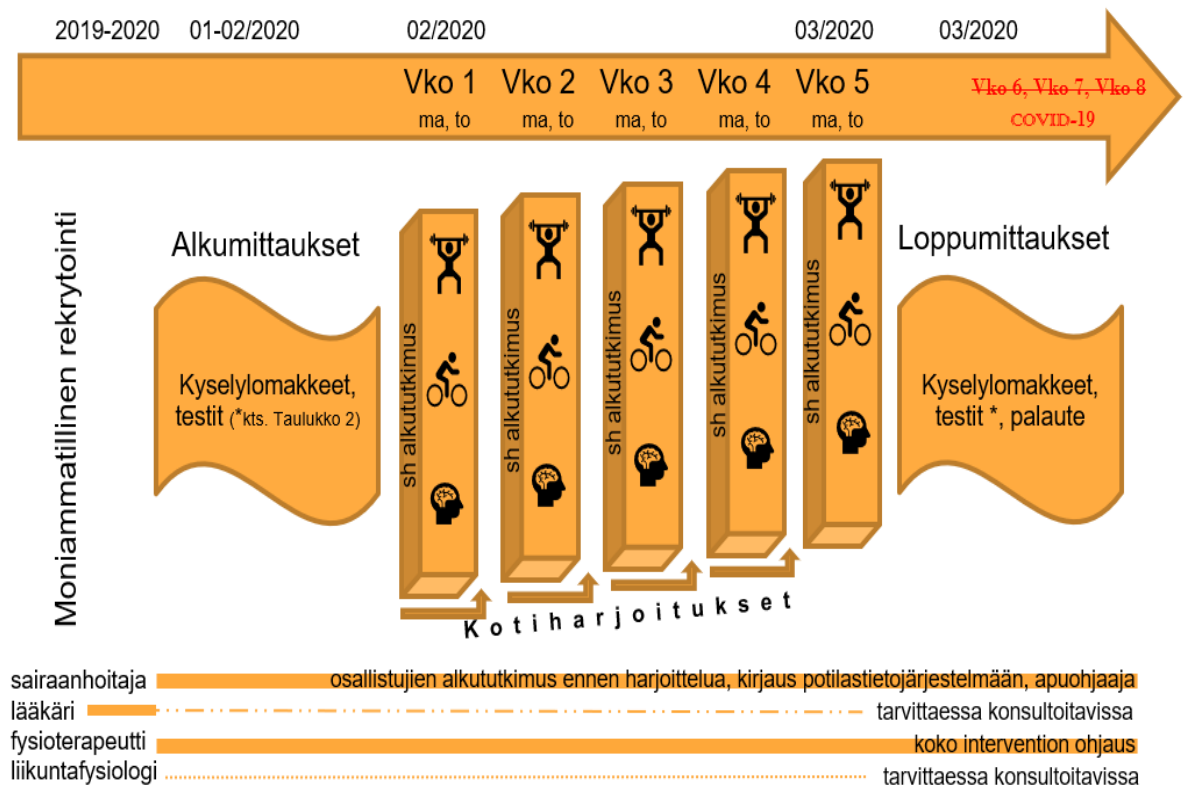 2019-2020 01-02/2020 02/2020 03/2020 03/2020
Vko 1 Vko 2 Vko 3 Vko 4 Vko 5 Vko 6, Vko 7, Vko 8
ma, to ma, to ma, to ma, to ma, to COVID-19
Moniammatillinen rekrytointi
Alkumittaukset
Kyselylomakkeet,
testit (*kts. Taulukko 2)
sh alkututkimus
sh alkututkimus
sh alkututkimus
sh alkututkimus
sh alkututkimus
Loppumittaukset
Kyselylomakkeet,
testit *, palaute
Kotiharjoitukset
sairaanhoitaja osallistujien alkututkimus ennen harjoittelua, kirjaus potilastietojärjestelmään, apuohjaaja
lääkäri tarvittaessa konsultoitavissa
fysioterapeutti koko intervention ohjaus
liikuntafysiologi tarvittaessa konsultoitavissa